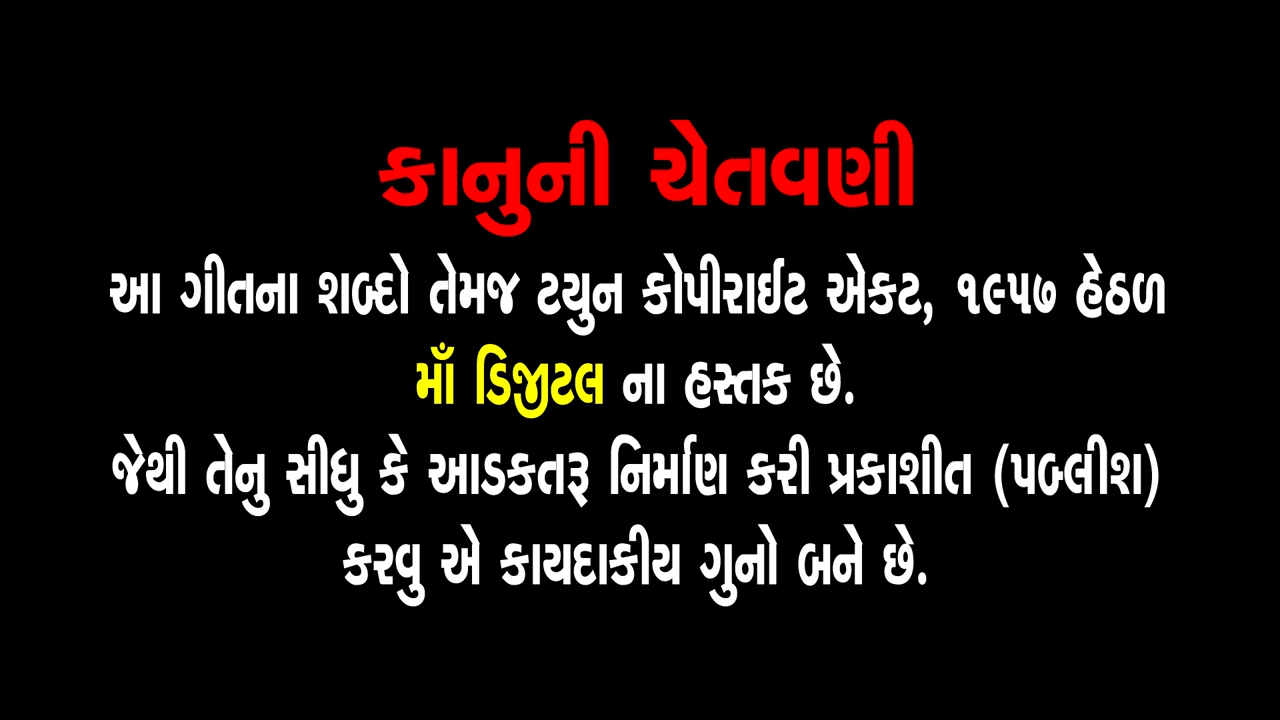 કાનુની ચેતવણી
આ ગીતના શબ્દો તેમજ ટયુન કોપીરાઈટ એકટ, ૧૯૫૭ હેઠળ
માઁ ડિજીટલ ના હસ્તક છે.
જેથી તેનુ સીધુ કે આડકતરૂ નિર્માણ કરી પ્રકાશીત (પબ્લીશ)
કરવુ એ કાયદાકીય ગુનો બને છે.